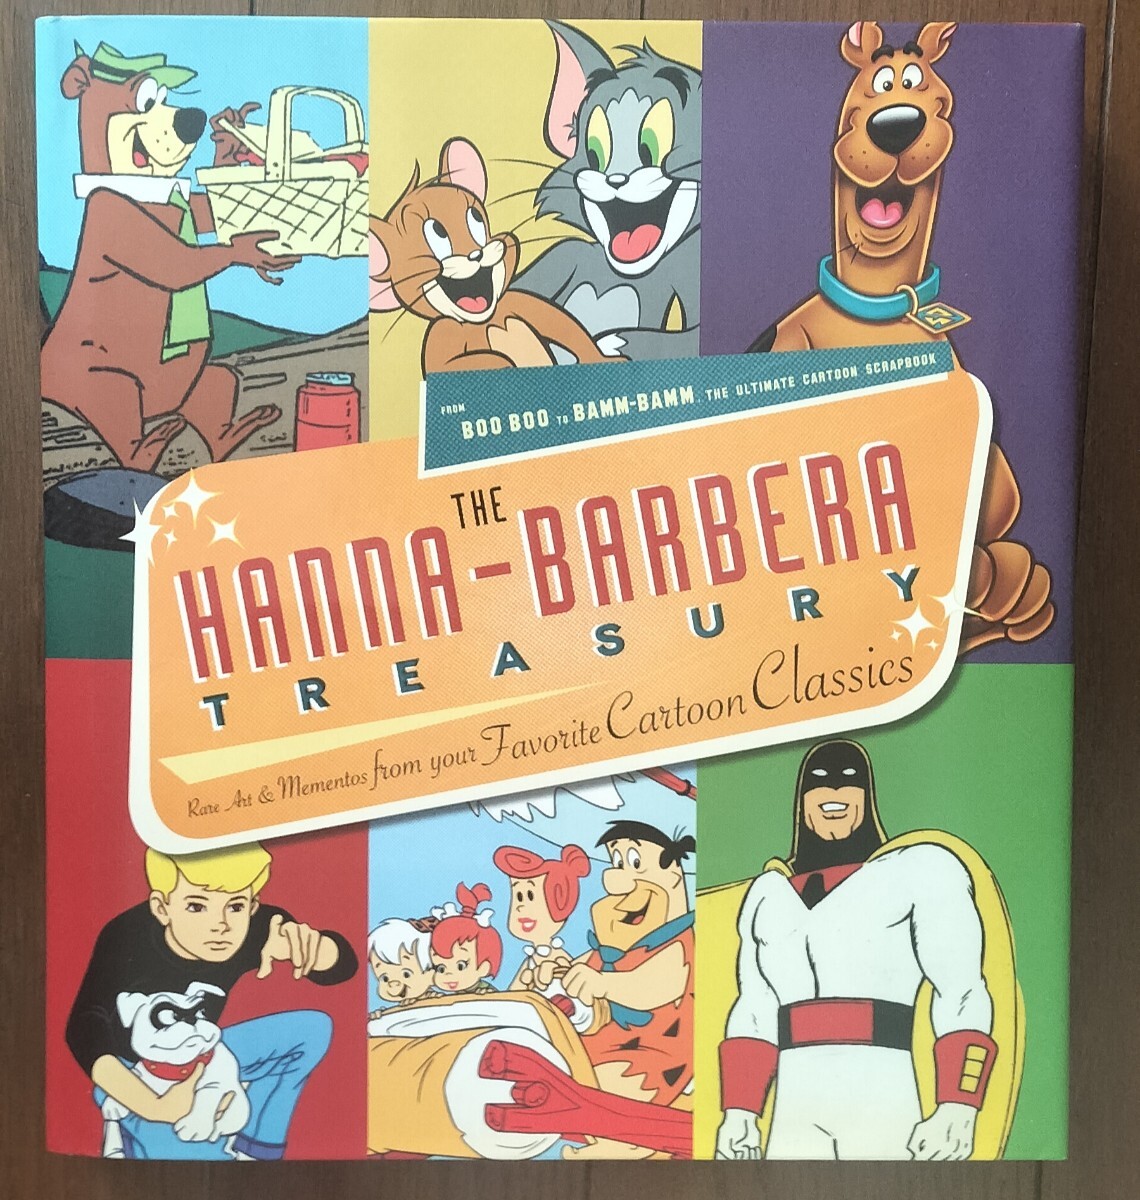 FROM BOO BOO TO BAMM-BAMM THE ULTIMATE CARTOON SCRAPBOOK
THE
HANNA-BARBERA
TREASURY
Rare Art & Mementos from your Favorite Cartoon Classics